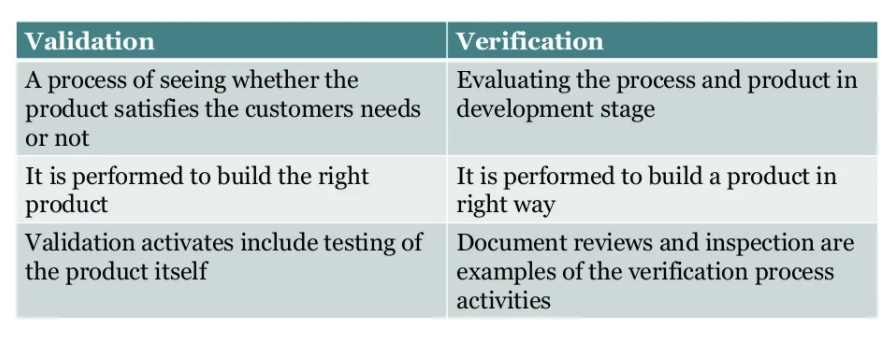 Validation
Verification
A process of seeing whether the
product satisfies the customers needs
or not
Evaluating the process and product in
development stage
It is performed to build the right
product
It is performed to build a product in
right way
Validation activates include testing of
the product itself
Document reviews and inspection are
examples of the verification process
activities